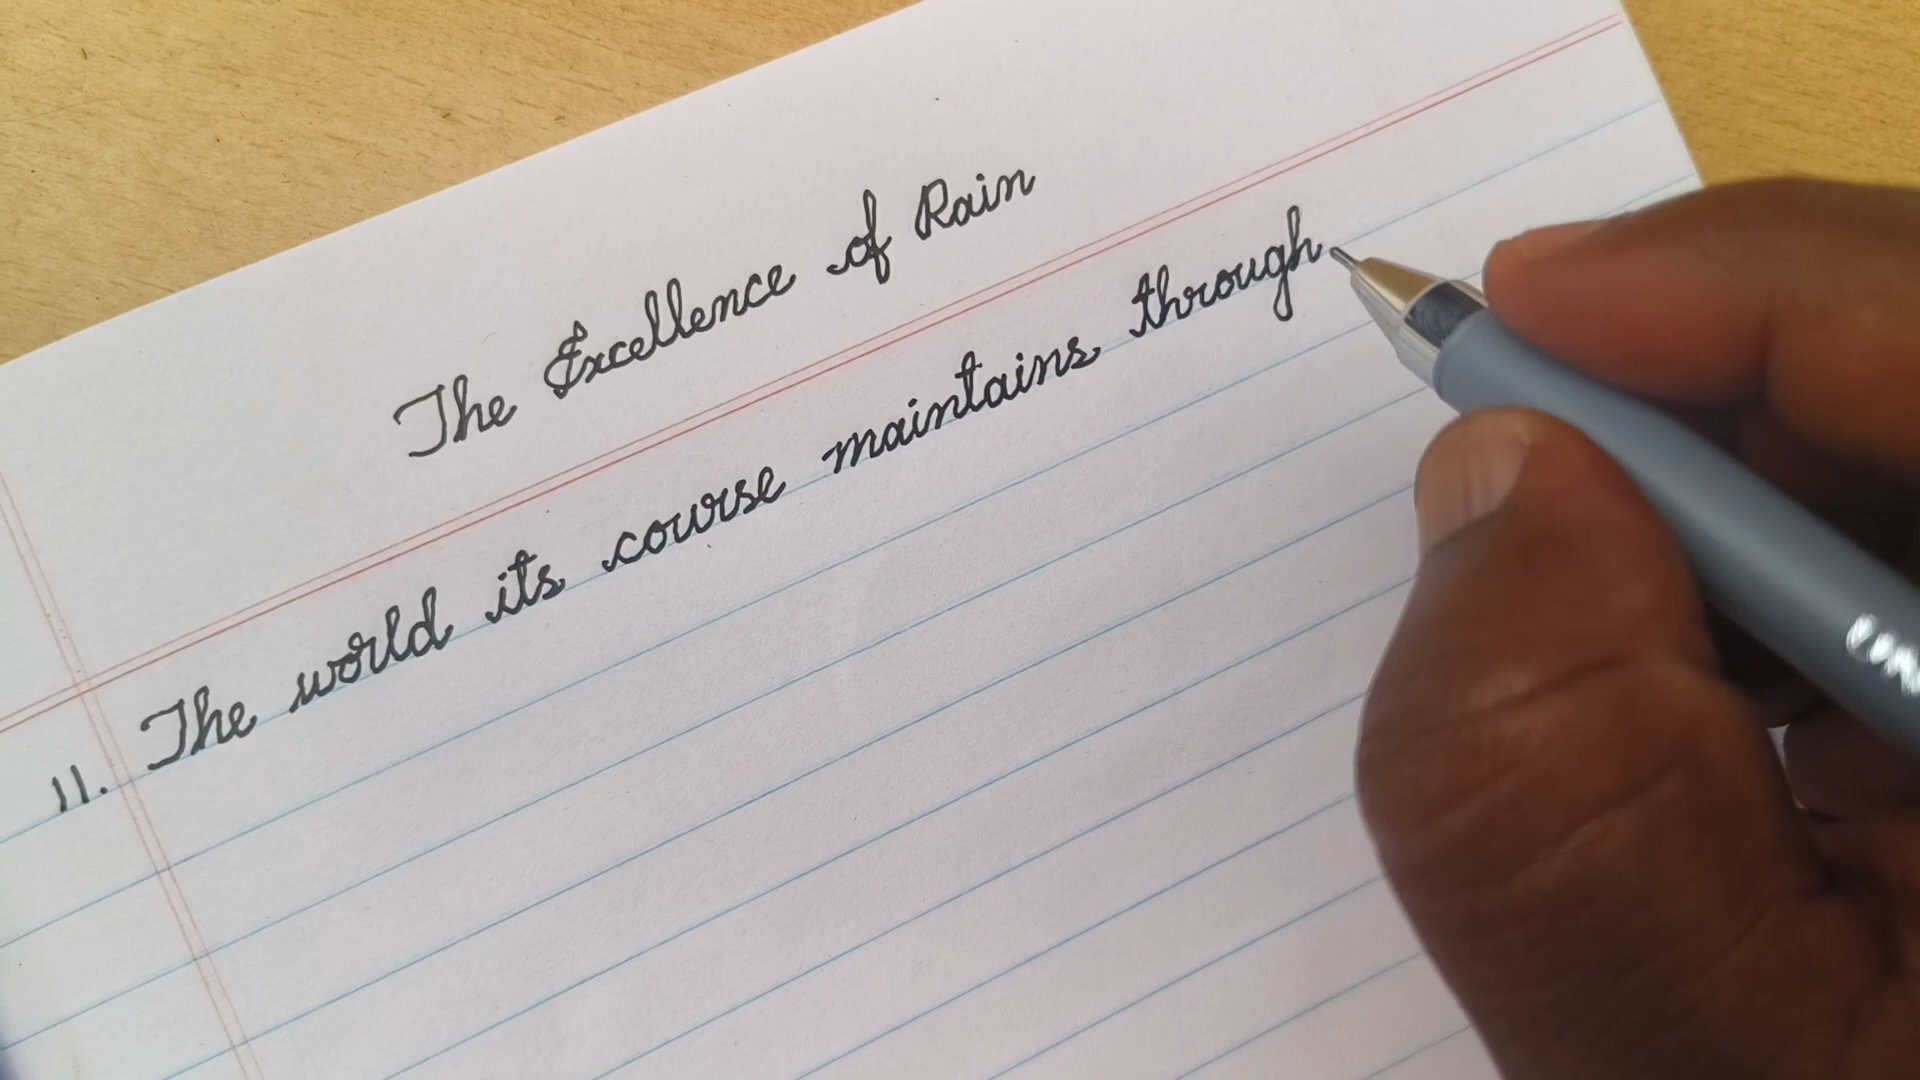 The Excellence of Rain
11. The world its course maintains through